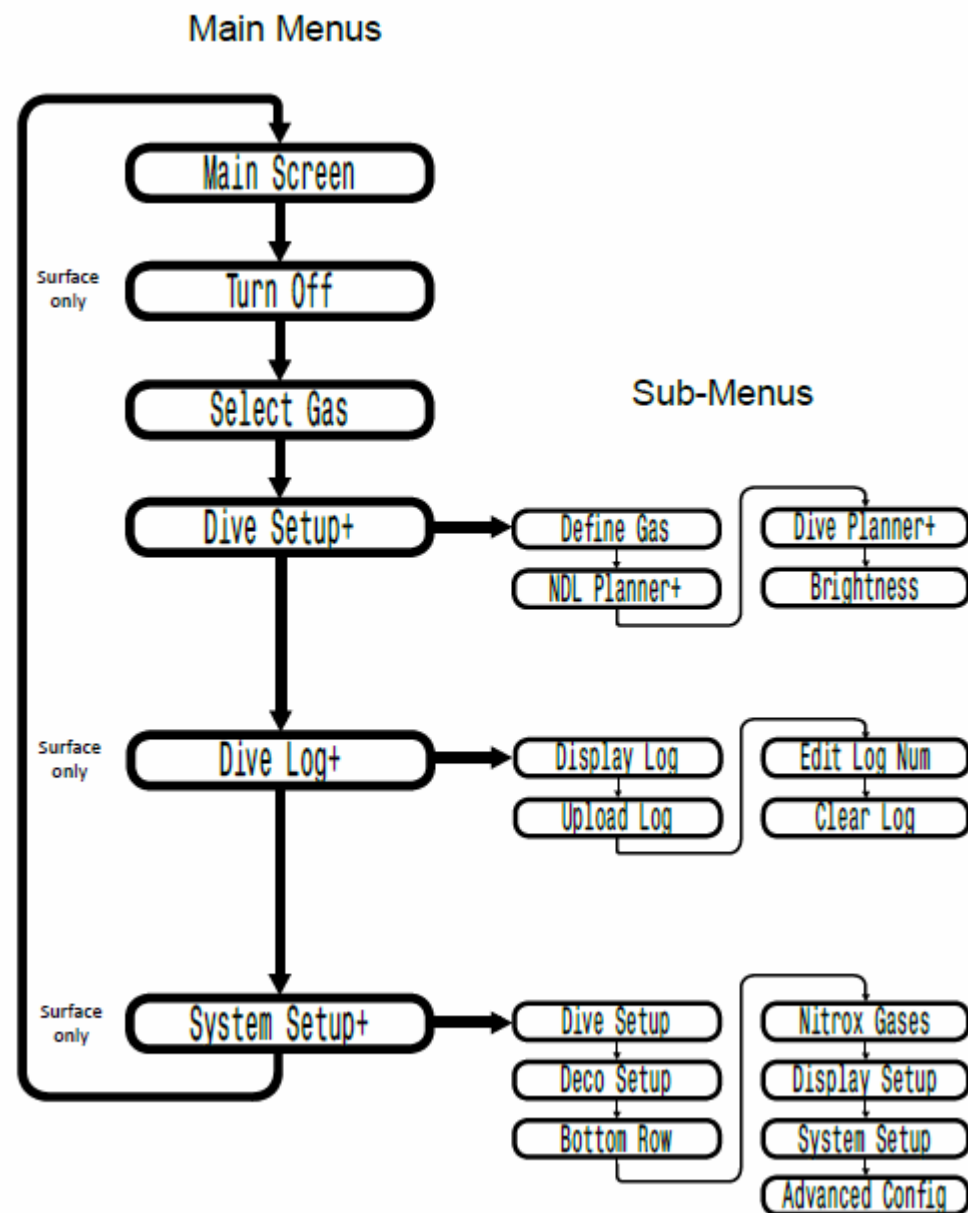 Main Menus
Main Screen
Surface
only
Turn Off
Select Gas
Sub-Menus
Dive Setup+
Define Gas
NDL Planner+
Dive Planner+
Brightness
Surface
only
Dive Log+
Display Log
Upload Log
Edit Log Num
Clear Log
Surface
only
System Setup+
Dive Setup
Deco Setup
Bottom Row
Nitrox Gases
Display Setup
System Setup
Advanced Config